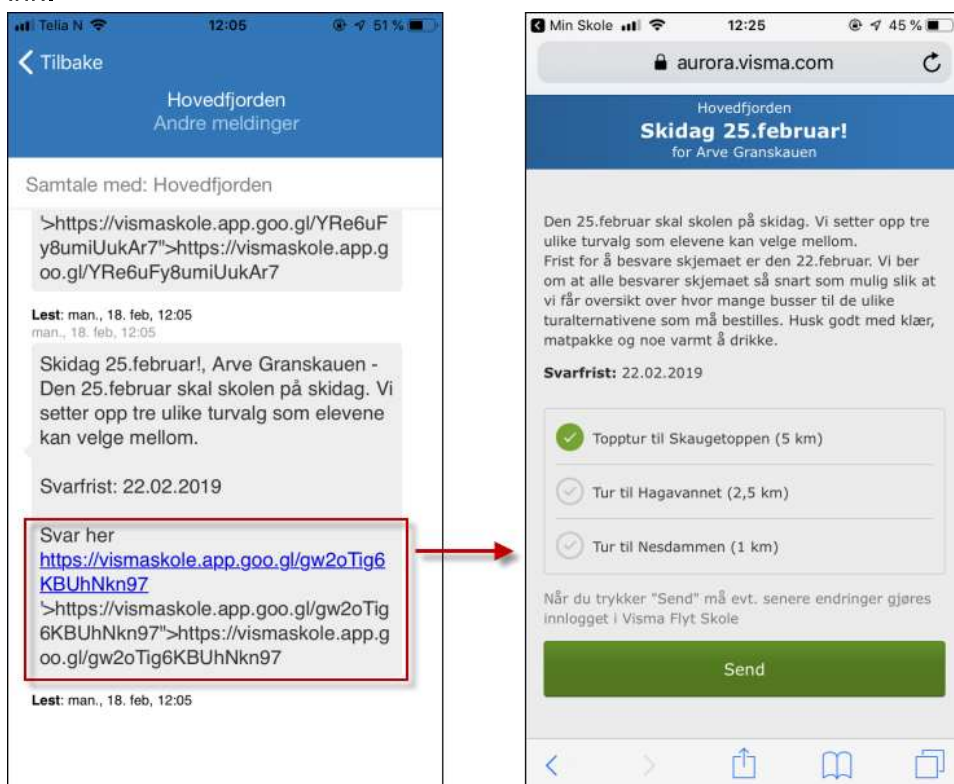 Telia N 12:05 51 %
Tilbake
Hovedfjorden
Andre meldinger
Samtale med: Hovedfjorden
'>https://vismaskole.app.goo.gl/YRe6uF
y8umiUukAr7">https://vismaskole.app.g
oo.gl/YRe6uFy8umiUukAr7
Lest: man., 18. feb, 12:05
man., 18. feb, 12:05
Skidag 25.februar!, Arve Granskauen -
Den 25.februar skal skolen på skidag. Vi
setter opp tre ulike turvalg som elevene
kan velge mellom.
Svarfrist: 22.02.2019
Svar her
https://vismaskole.app.goo.gl/gw2oTig6
KBUhNkn97
'>https://vismaskole.app.goo.gl/gw2oTig
6KBUhNkn97">https://vismaskole.app.g
oo.gl/gw2oTig6KBUhNkn97
Lest: man., 18. feb, 12:05
Min Skole 12:25 45 %
aurora.visma.com
Hovedfjorden
Skidag 25.februar!
for Arve Granskauen
Den 25.februar skal skolen på skidag. Vi setter opp tre
ulike turvalg som elevene kan velge mellom.
Frist for å besvare skjemaet er den 22.februar. Vi ber
om at alle besvarer skjemaet så snart som mulig slik at
vi får oversikt over hvor mange busser til de ulike
turalternativene som må bestilles. Husk godt med klær,
matpakke og noe varmt å drikke.
Svarfrist: 22.02.2019
Topptur til Skaugetoppen (5 km)
Tur til Hagavannet (2,5 km)
Tur til Nesdammen (1 km)
Når du trykker "Send" må evt. senere endringer gjøres
innlogget i Visma Flyt Skole
Send